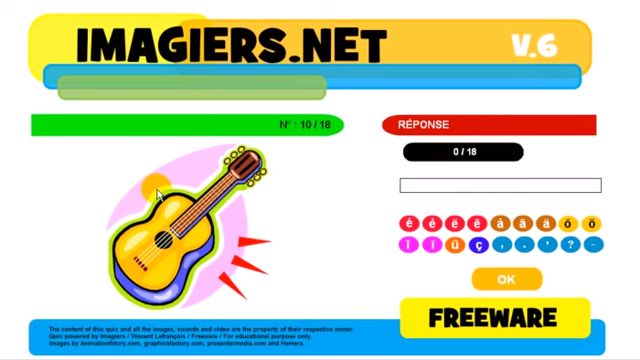 IMAGIERS.NET
V.6
N° : 10 / 18
RÉPONSE
0 / 18
é è ë ê à â ä ô ö
î ï û ç , . ' ? -
OK
FREEWARE
The content of this quiz and all the images, sounds and video are the property of their respective owner.
Quiz powered by Imagiers / Vincent Lefrançois / Freeware / For educational purpose only.
Images by Animationfactory.com, graphicsfactory.com, presentermedia.com and Hemera.